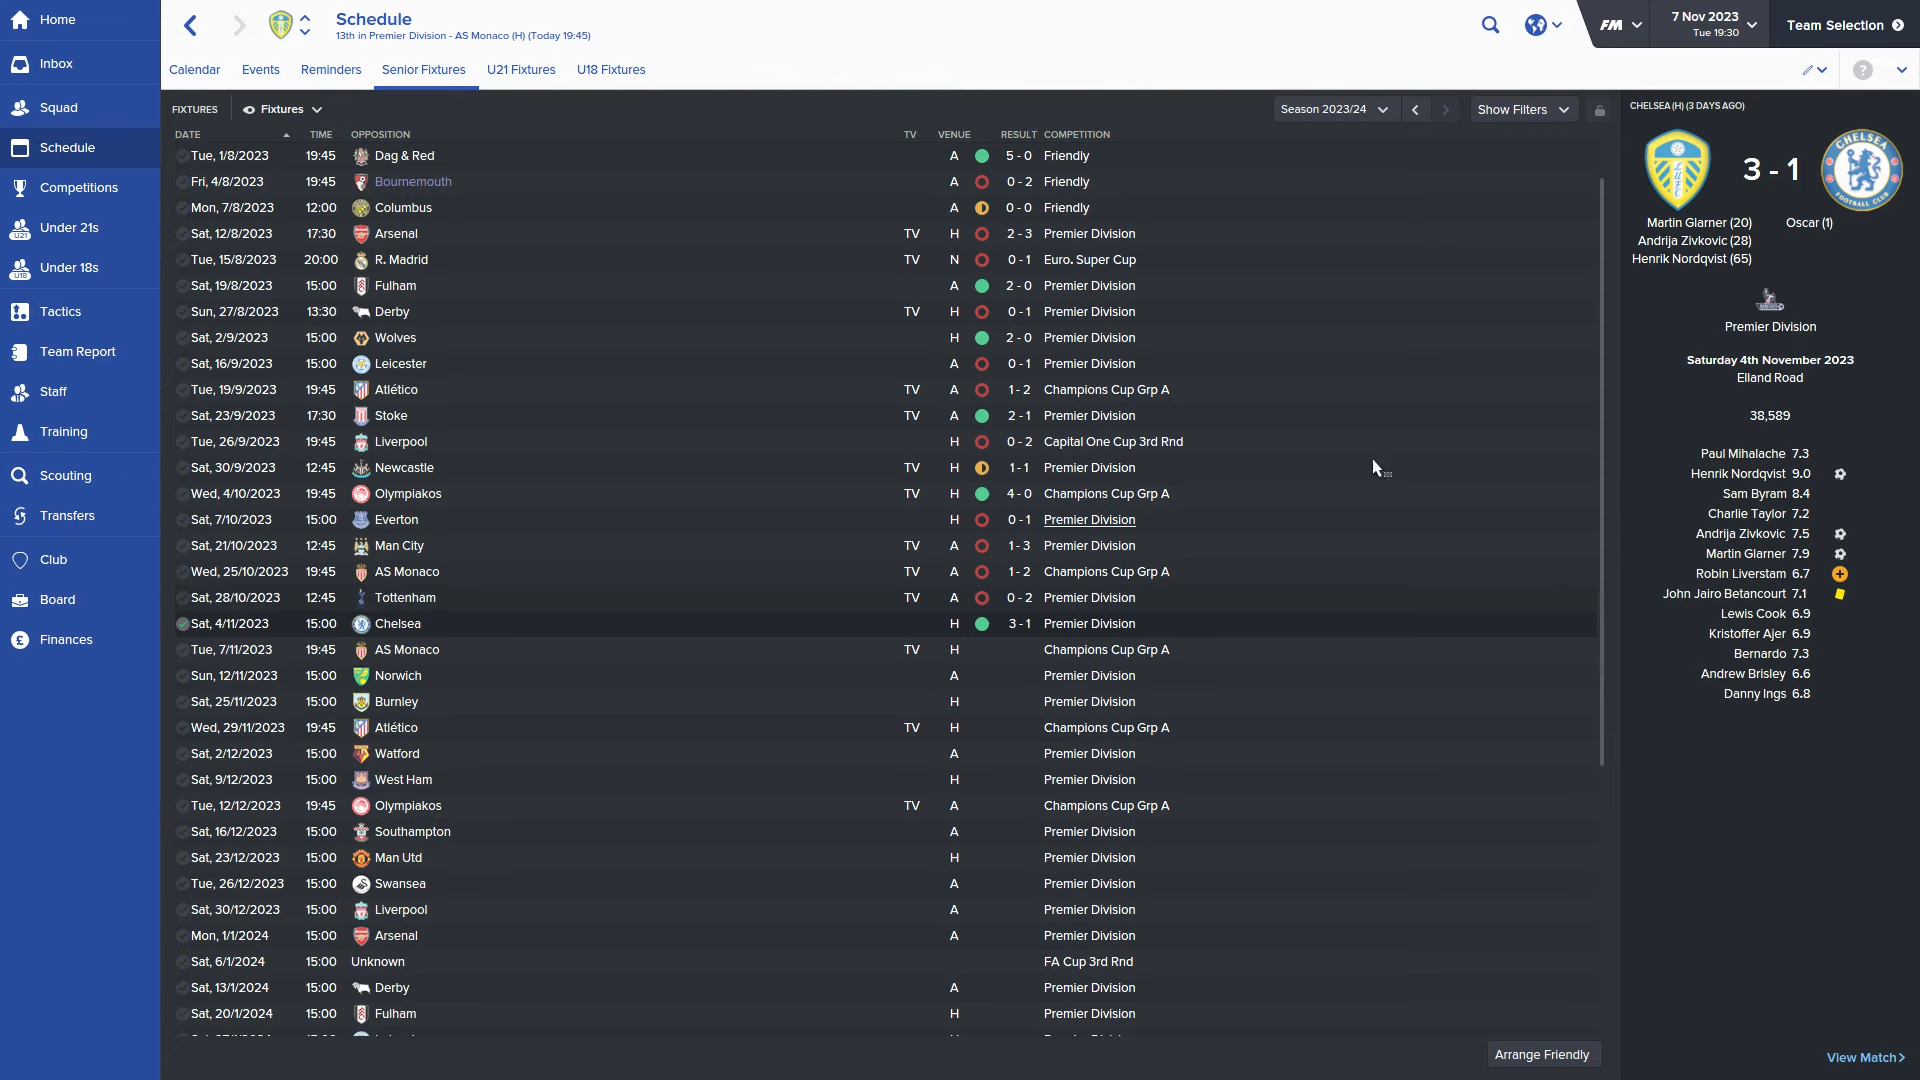 Home
Inbox
Squad
Schedule
Competitions
Under 21s
Under 18s
Tactics
Team Report
Staff
Training
Scouting
Transfers
Club
Board
Finances
Schedule
13th in Premier Division - AS Monaco (H) (Today 19:45)
FM
7 Nov 2023
Tue 19:30
Team Selection
Calendar Events Reminders Senior Fixtures U21 Fixtures U18 Fixtures
FIXTURES Fixtures Season 2023/24 Show Filters
DATE TIME OPPOSITION TV VENUE RESULT COMPETITION
Tue, 1/8/2023 19:45 Dag & Red A 5 - 0 Friendly
Fri, 4/8/2023 19:45 Bournemouth A 0 - 2 Friendly
Mon, 7/8/2023 12:00 Columbus A 0 - 0 Friendly
Sat, 12/8/2023 17:30 Arsenal TV H 2 - 3 Premier Division
Tue, 15/8/2023 20:00 R. Madrid TV N 0 - 1 Euro. Super Cup
Sat, 19/8/2023 15:00 Fulham A 2 - 0 Premier Division
Sun, 27/8/2023 13:30 Derby TV H 0 - 1 Premier Division
Sat, 2/9/2023 15:00 Wolves H 2 - 0 Premier Division
Sat, 16/9/2023 15:00 Leicester A 0 - 1 Premier Division
Tue, 19/9/2023 19:45 Atlético TV A 1 - 2 Champions Cup Grp A
Sat, 23/9/2023 17:30 Stoke TV A 2 - 1 Premier Division
Tue, 26/9/2023 19:45 Liverpool H 0 - 2 Capital One Cup 3rd Rnd
Sat, 30/9/2023 12:45 Newcastle TV H 1 - 1 Premier Division
Wed, 4/10/2023 19:45 Olympiakos TV H 4 - 0 Champions Cup Grp A
Sat, 7/10/2023 15:00 Everton H 0 - 1 Premier Division
Sat, 21/10/2023 12:45 Man City TV A 1 - 3 Premier Division
Wed, 25/10/2023 19:45 AS Monaco TV A 1 - 2 Champions Cup Grp A
Sat, 28/10/2023 12:45 Tottenham TV A 0 - 2 Premier Division
Sat, 4/11/2023 15:00 Chelsea H 3 - 1 Premier Division
Tue, 7/11/2023 19:45 AS Monaco TV H Champions Cup Grp A
Sun, 12/11/2023 15:00 Norwich A Premier Division
Sat, 25/11/2023 15:00 Burnley H Premier Division
Wed, 29/11/2023 19:45 Atlético TV H Champions Cup Grp A
Sat, 2/12/2023 15:00 Watford A Premier Division
Sat, 9/12/2023 15:00 West Ham H Premier Division
Tue, 12/12/2023 19:45 Olympiakos TV A Champions Cup Grp A
Sat, 16/12/2023 15:00 Southampton A Premier Division
Sat, 23/12/2023 15:00 Man Utd H Premier Division
Tue, 26/12/2023 15:00 Swansea A Premier Division
Sat, 30/12/2023 15:00 Liverpool A Premier Division
Mon, 1/1/2024 15:00 Arsenal A Premier Division
Sat, 6/1/2024 15:00 Unknown FA Cup 3rd Rnd
Sat, 13/1/2024 15:00 Derby A Premier Division
Sat, 20/1/2024 15:00 Fulham H Premier Division
Arrange Friendly
CHELSEA (H) (3 DAYS AGO)
3 - 1
Martin Glarner (20) Oscar (1)
Andrija Zivkovic (28)
Henrik Nordqvist (65)
Premier Division
Saturday 4th November 2023
Elland Road
38,589
Paul Mihalache 7.3
Henrik Nordqvist 9.0
Sam Byram 8.4
Charlie Taylor 7.2
Andrija Zivkovic 7.5
Martin Glarner 7.9
Robin Liverstam 6.7
John Jairo Betancourt 7.1
Lewis Cook 6.9
Kristoffer Ajer 6.9
Bernardo 7.3
Andrew Brisley 6.6
Danny Ings 6.8
View Match